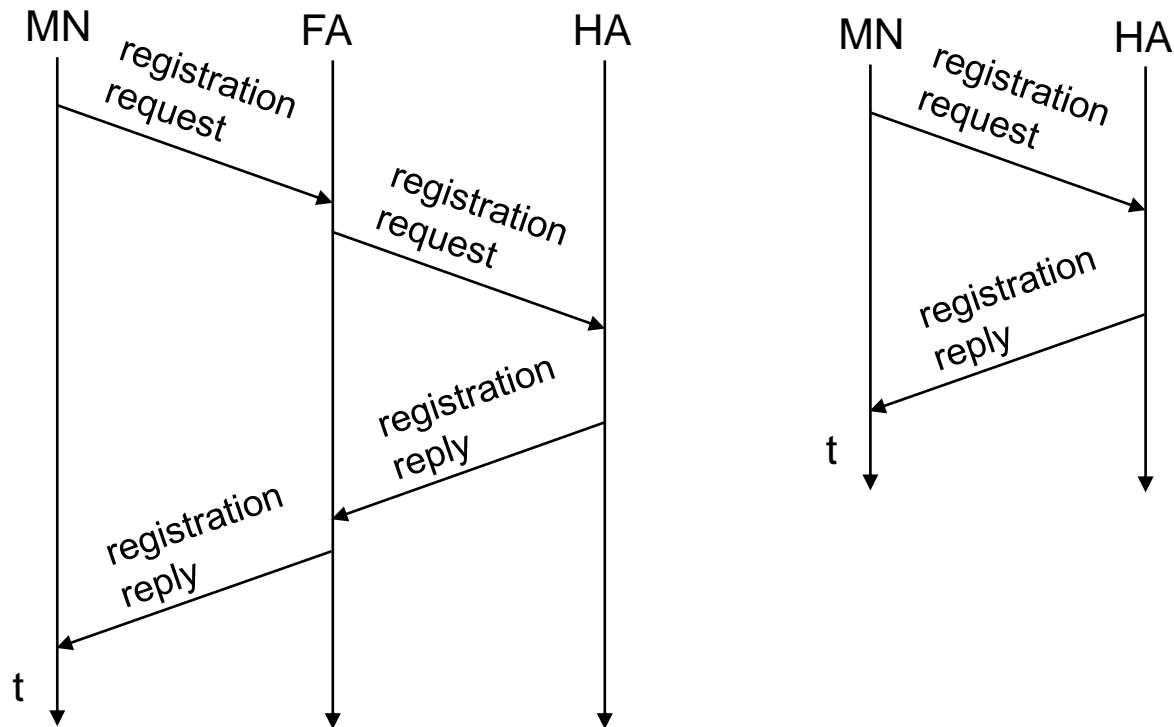 MN
FA
HA
registration
request
registration
request
registration
reply
registration
reply
t
MN
HA
registration
request
registration
reply
t